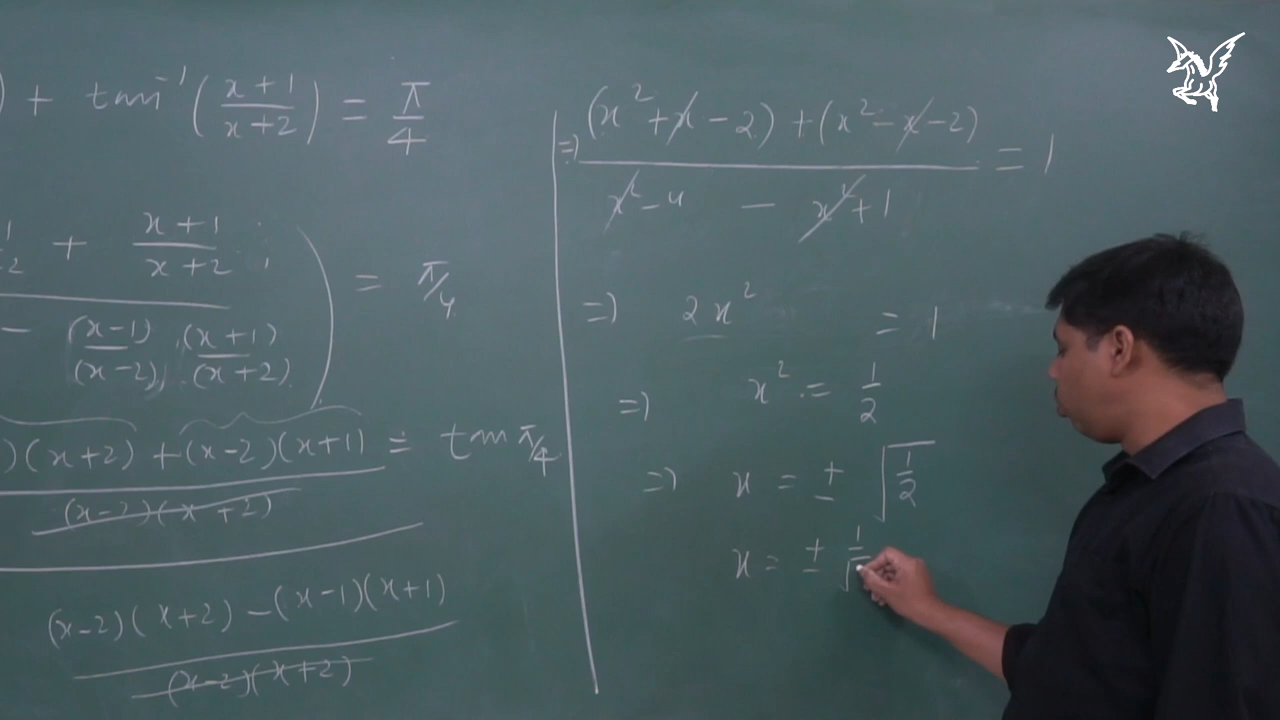 ) + tan⁻¹(x+1/x+2) = π/4
1/2 + x+1/x+2 ) = π/4
− (x−1)/(x−2) · (x+1)/(x+2)
)(x+2) + (x−2)(x+1) = tan π/4
(x−2)(x+2)
(x−2)(x+2) − (x−1)(x+1)
(x−2)(x+2)
⇒ (x²+x−2) + (x²−x−2) = 1
x²−4 − x²+1
⇒ 2x² = 1
⇒ x² = 1/2
⇒ x = ± √1/2
x = ± 1/√